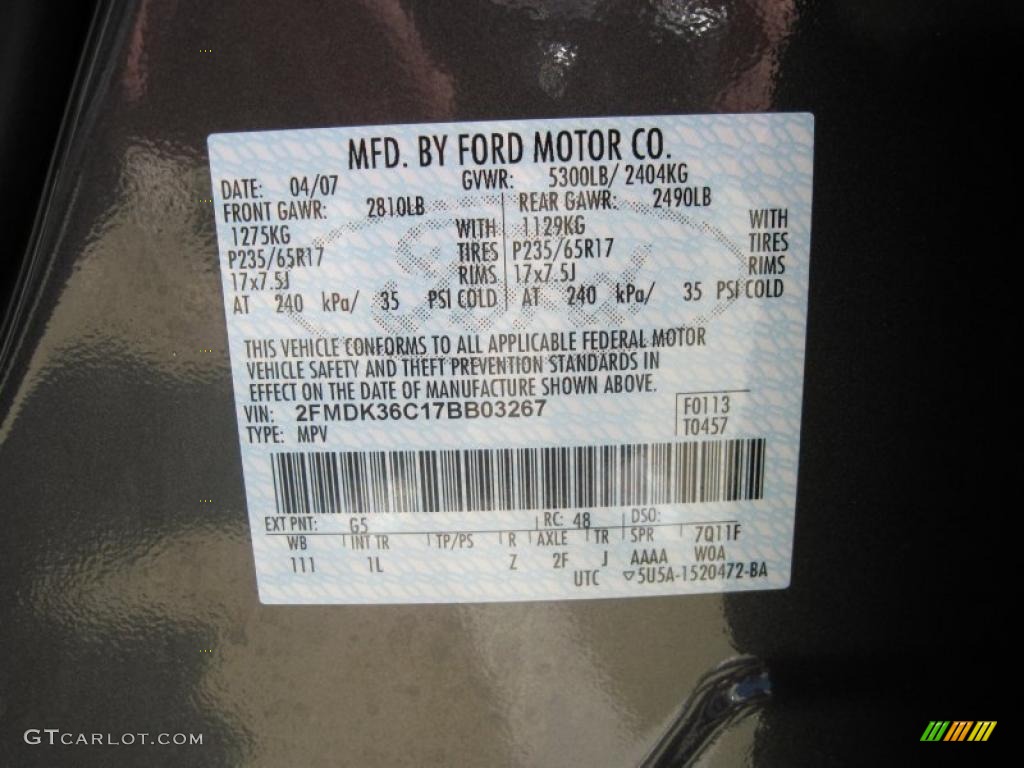 MFD. BY FORD MOTOR CO.
DATE: 04/07 GVWR: 5300LB/ 2404KG
FRONT GAWR: 2810LB REAR GAWR: 2490LB
1275KG WITH 1129KG WITH
P235/65R17 TIRES P235/65R17 TIRES
17x7.5J RIMS 17x7.5J RIMS
AT 240 kPa/ 35 PSI COLD AT 240 kPa/ 35 PSI COLD
THIS VEHICLE CONFORMS TO ALL APPLICABLE FEDERAL MOTOR
VEHICLE SAFETY AND THEFT PREVENTION STANDARDS IN
EFFECT ON THE DATE OF MANUFACTURE SHOWN ABOVE.
VIN: 2FMDK36C17BB03267 F0113
TYPE: MPV T0457
EXT PNT: G5 RC: 48 DSO:
WB INT TR TP/PS R AXLE TR SPR 7Q11F
111 1L Z 2F J AAAA WOA
UTC ▽5U5A-1520472-BA
GTCARLOT.COM